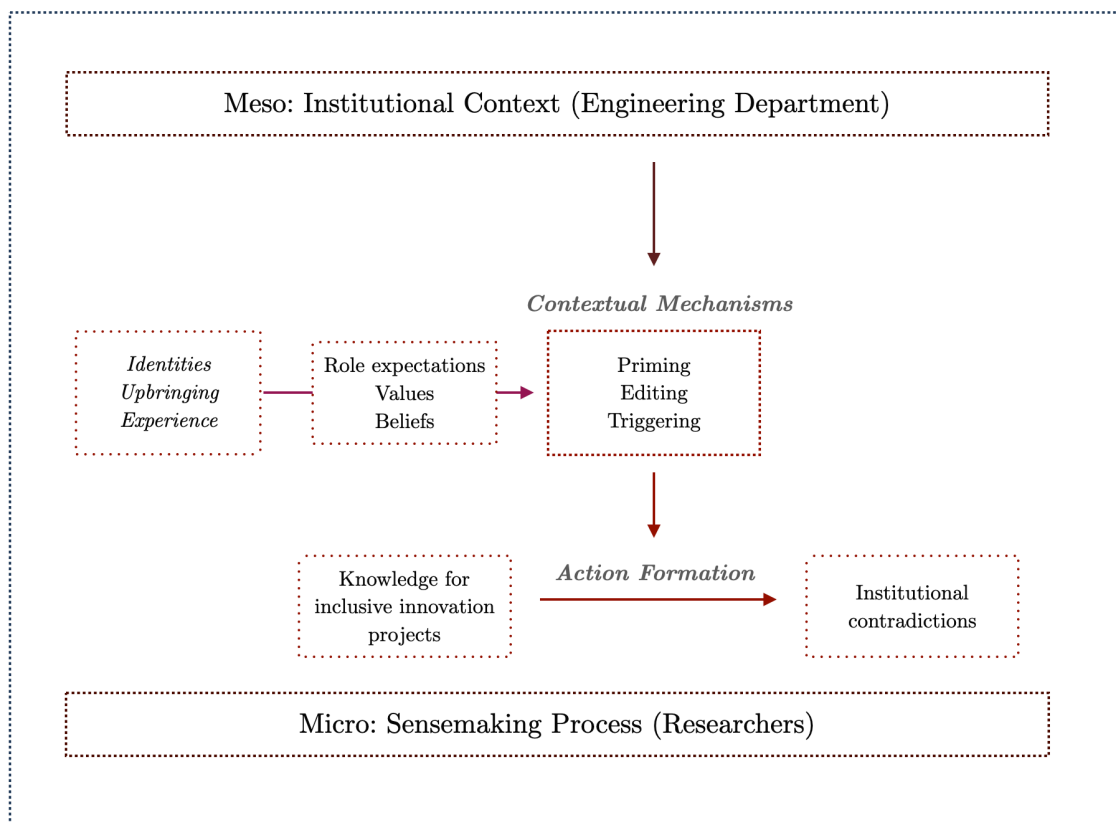 Meso: Institutional Context (Engineering Department)
Contextual Mechanisms
Identities
Upbringing
Experience
Role expectations
Values
Beliefs
Priming
Editing
Triggering
Knowledge for
inclusive innovation
projects
Action Formation
Institutional
contradictions
Micro: Sensemaking Process (Researchers)